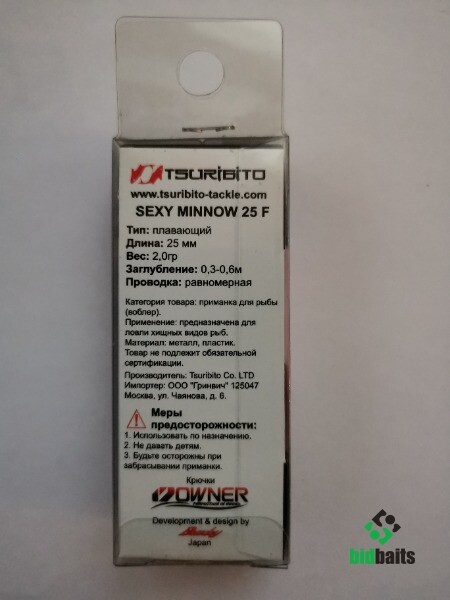 TSURIBITO
www.tsuribito-tackle.com
SEXY MINNOW 25 F
Тип: плавающий
Длина: 25 мм
Вес: 2,0гр
Заглубление: 0,3-0,6м
Проводка: равномерная
Категория товара: приманка для рыбы
(воблер).
Применение: предназначена для
ловли хищных видов рыб.
Материал: металл, пластик.
Товар не подлежит обязательной
сертификации.
Производитель: Tsuribito Co. LTD
Импортер: ООО "Гринвич" 125047
Москва, ул. Чаянова, д. 6.
Меры
предосторожности:
1. Использовать по назначению.
2. Не давать детям.
3. Будьте осторожны при
забрасывании приманки.
Крючки
OWNER
Development & design by
Japan
bidbaits